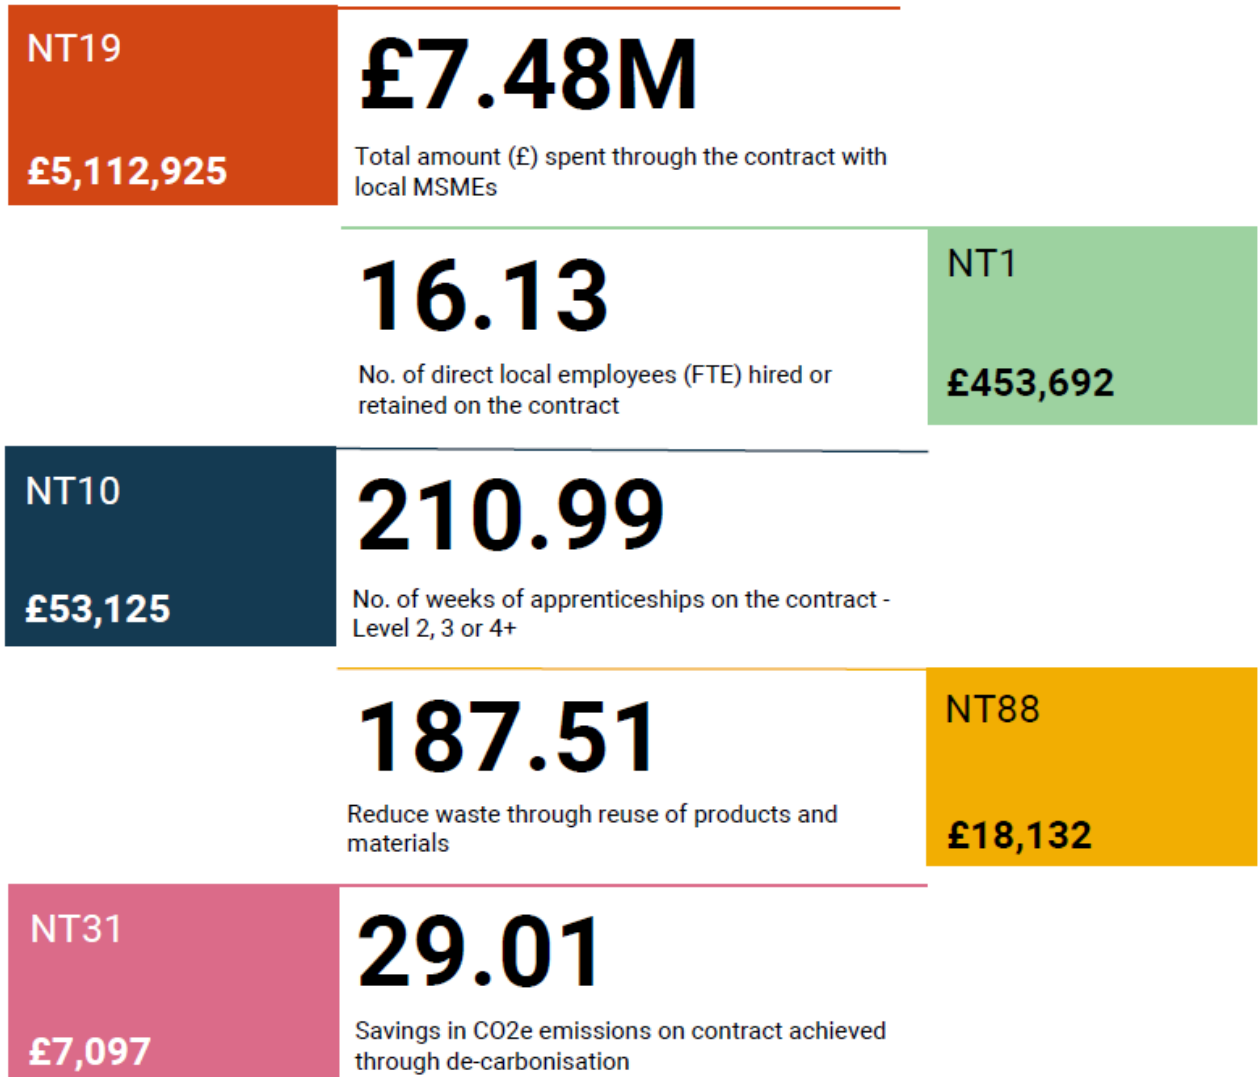 NT19
£5,112,925
£7.48M
Total amount (£) spent through the contract with
local MSMEs
16.13
No. of direct local employees (FTE) hired or
retained on the contract
NT1
£453,692
NT10
£53,125
210.99
No. of weeks of apprenticeships on the contract -
Level 2, 3 or 4+
187.51
Reduce waste through reuse of products and
materials
NT88
£18,132
NT31
£7,097
29.01
Savings in CO2e emissions on contract achieved
through de-carbonisation